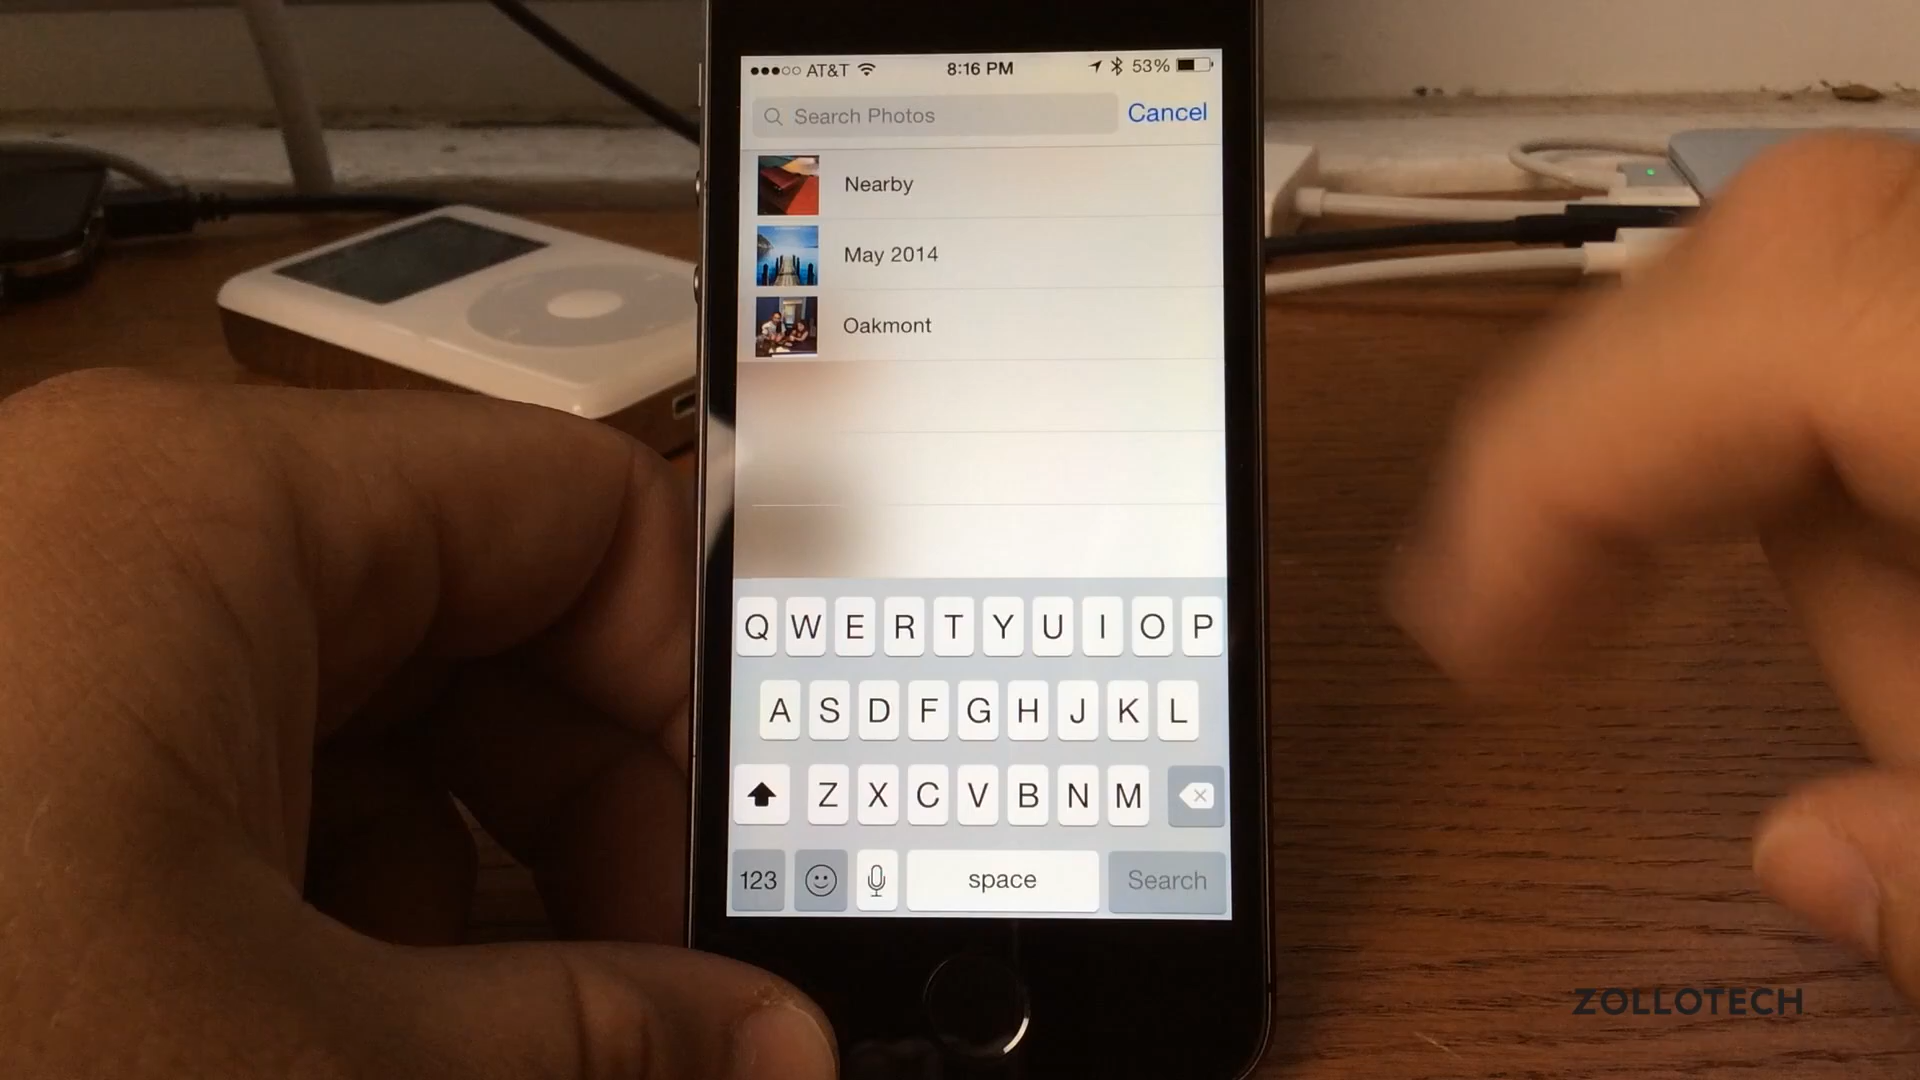 AT&T 8:16 PM 53%
Search Photos Cancel
Nearby
May 2014
Oakmont
Q W E R T Y U I O P
A S D F G H J K L
Z X C V B N M
123 space Search
ZOLLOTECH